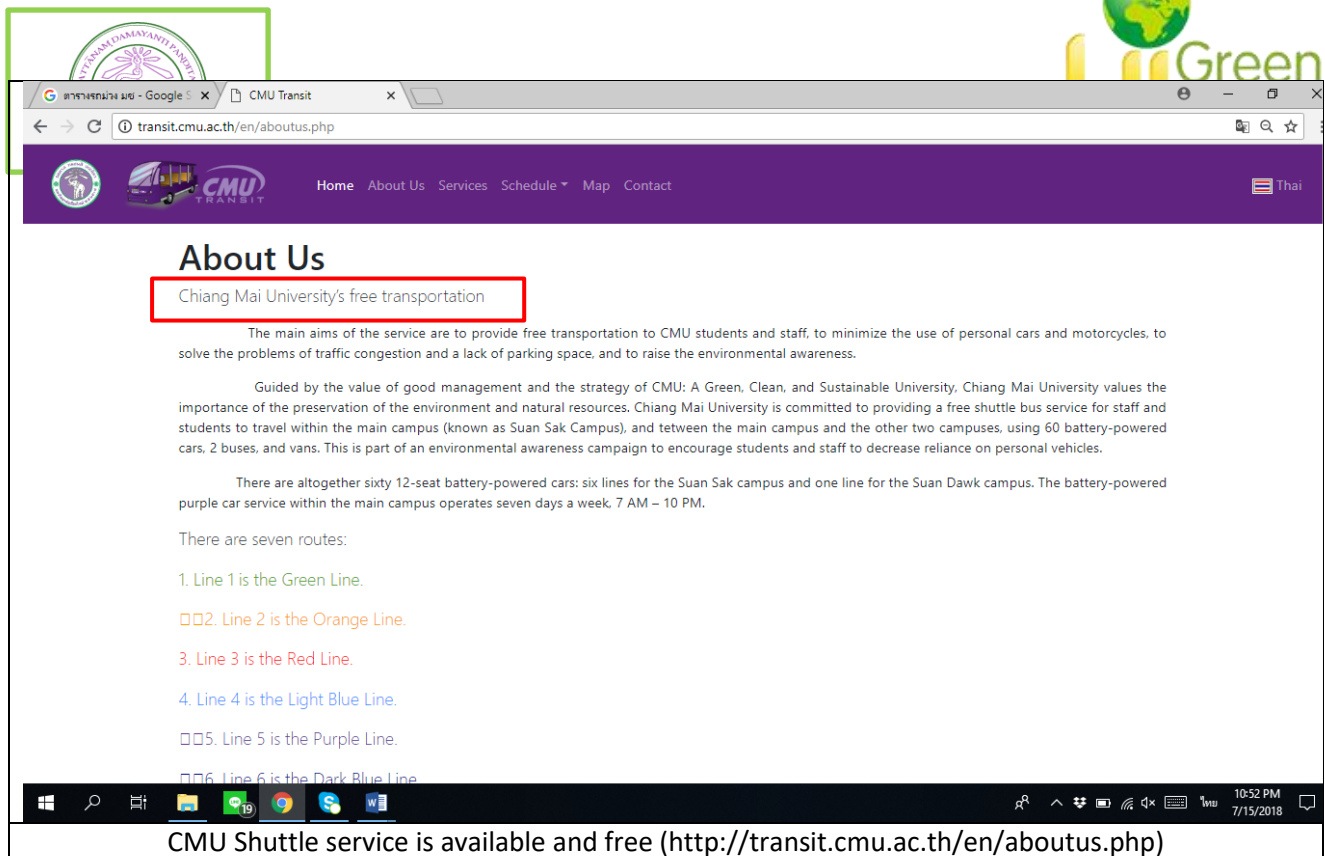 DAMAYANTI
Green
ตารางรถม่วง มช - Google S
CMU Transit
transit.cmu.ac.th/en/aboutus.php
CMU
TRANSIT
Home About Us Services Schedule Map Contact
Thai
About Us
Chiang Mai University's free transportation
The main aims of the service are to provide free transportation to CMU students and staff, to minimize the use of personal cars and motorcycles, to
solve the problems of traffic congestion and a lack of parking space, and to raise the environmental awareness.
Guided by the value of good management and the strategy of CMU: A Green, Clean, and Sustainable University, Chiang Mai University values the
importance of the preservation of the environment and natural resources. Chiang Mai University is committed to providing a free shuttle bus service for staff and
students to travel within the main campus (known as Suan Sak Campus), and tetween the main campus and the other two campuses, using 60 battery-powered
cars, 2 buses, and vans. This is part of an environmental awareness campaign to encourage students and staff to decrease reliance on personal vehicles.
There are altogether sixty 12-seat battery-powered cars: six lines for the Suan Sak campus and one line for the Suan Dawk campus. The battery-powered
purple car service within the main campus operates seven days a week, 7 AM – 10 PM.
There are seven routes:
1. Line 1 is the Green Line.
2. Line 2 is the Orange Line.
3. Line 3 is the Red Line.
4. Line 4 is the Light Blue Line.
5. Line 5 is the Purple Line.
6. Line 6 is the Dark Blue Line
19
ไทย
10:52 PM
7/15/2018
CMU Shuttle service is available and free (http://transit.cmu.ac.th/en/aboutus.php)